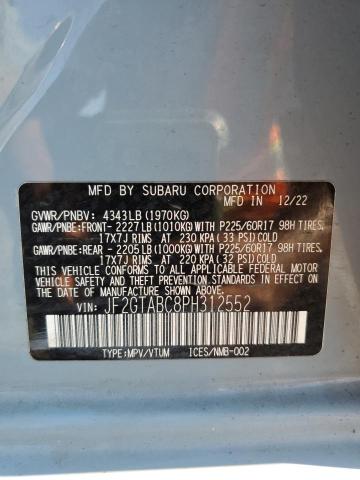 MFD BY SUBARU CORPORATION
MFD IN 12/22
GVWR/PNBV: 4343LB (1970KG)
GAWR/PNBE:FRONT- 2227LB (1010KG)WITH P225/60R17 98H TIRES,
17X7J RIMS, AT 230 KPA (33 PSI)COLD
GAWR/PNBE:REAR - 2205LB (1000KG)WITH P225/60R17 98H TIRES,
17X7J RIMS, AT 220 KPA (32 PSI)COLD
THIS VEHICLE CONFORMS TO ALL APPLICABLE FEDERAL MOTOR
VEHICLE SAFETY, BUMPER, AND THEFT PREVENTION STANDARDS IN EFFECT
ON THE DATE OF MANUFACTURE SHOWN ABOVE.
VIN: JF2GTABC8PH312552
TYPE:MPV/VTUM ICES/NMB-002